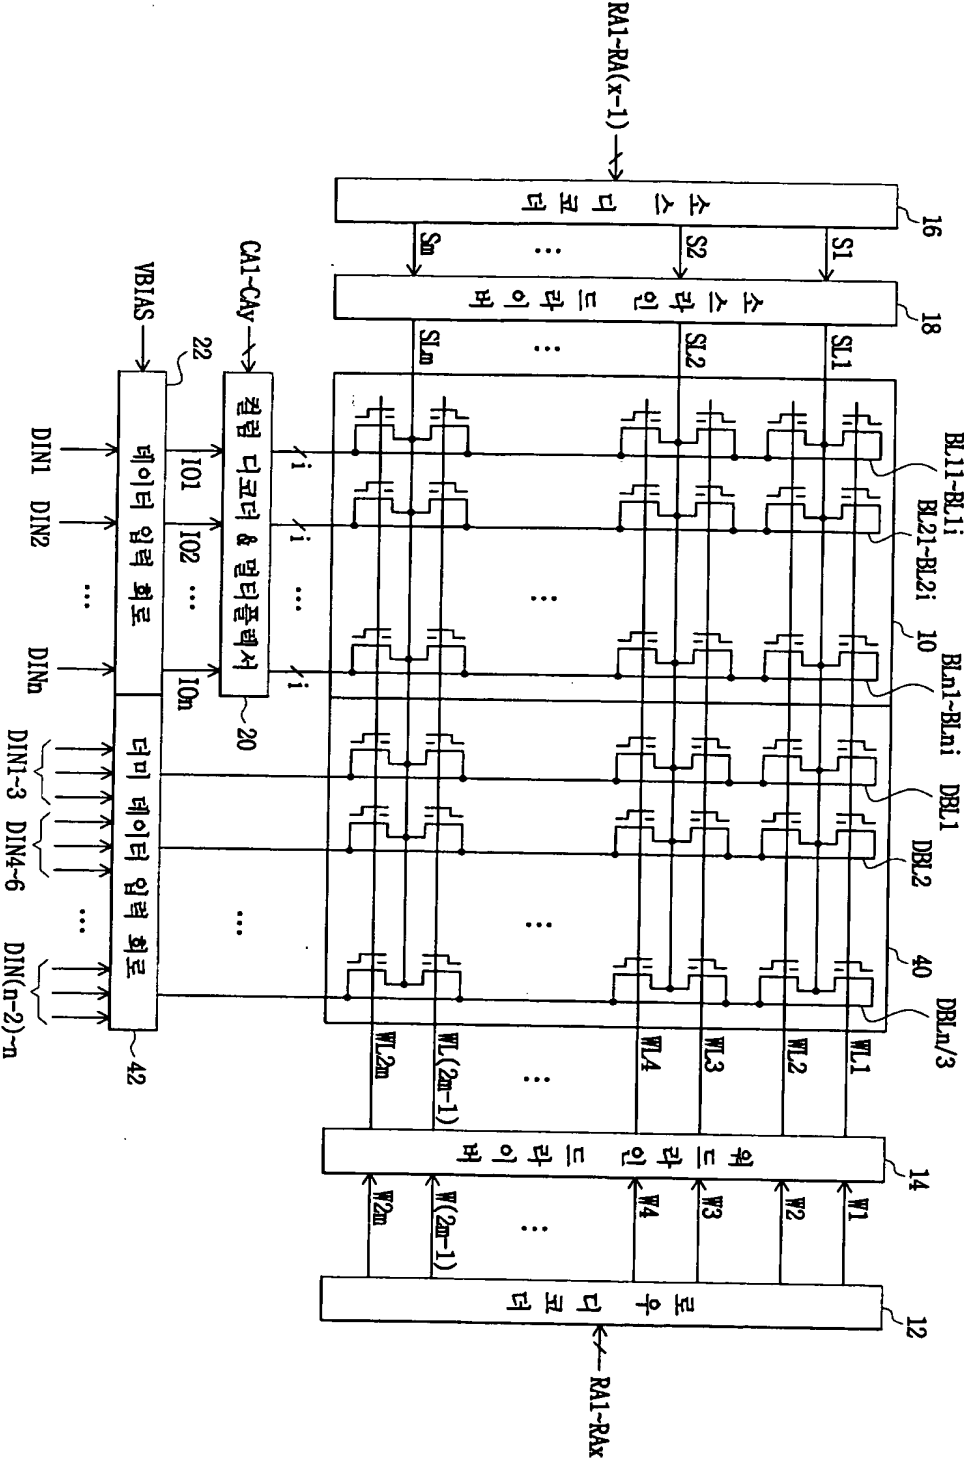 RA1~RA(x-1)
소스 디코더
16
S1
S2
...
Sm
소스라인 드라이버
18
SL1
SL2
...
SLm
BL11~BL1i
BL21~BL2i
10
BLn1~BLni
DBL1
DBL2
40
DBLn/3
...
...
CA1~CAy
컬럼 디코더 & 멀티플렉서
20
i
i
...
i
VBIAS
22
데이터 입력 회로
IO1
IO2
...
IOn
DIN1
DIN2
...
DINn
더미 데이터 입력 회로
42
DIN1~3
DIN4~6
...
DIN(n-2)~n
...
WL1
WL2
WL3
WL4
...
WL(2m-1)
WL2m
워드라인 드라이버
14
W1
W2
W3
W4
...
W(2m-1)
W2m
로우 디코더
12
RA1~RAx